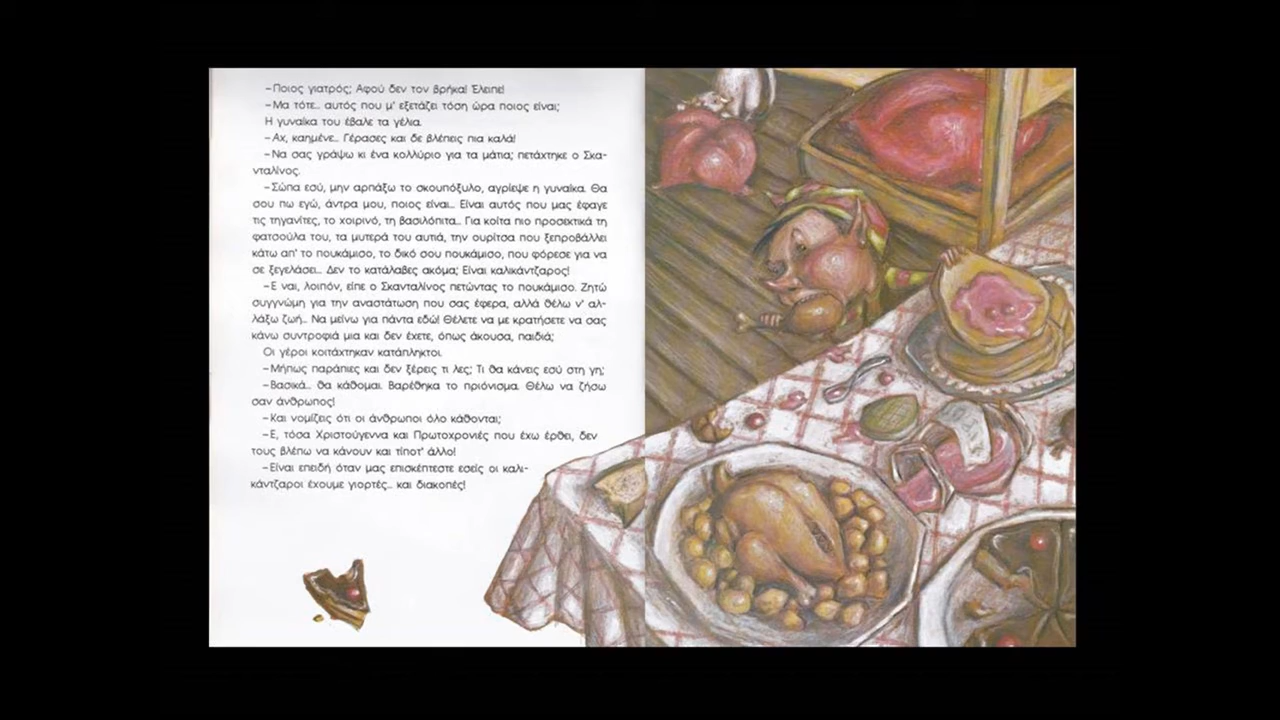 –Ποιος γιατρός; Αφού δεν τον βρήκα! Έλειπε!
–Μα τότε... αυτός που μ' εξετάζει τόση ώρα ποιος είναι;
Η γυναίκα του έβαλε τα γέλια.
–Αχ, καημένε... Γέρασες και δε βλέπεις πια καλά!
–Να σας γράψω κι ένα κολλύριο για τα μάτια; πετάχτηκε ο Σκα-
νταλίνος.
–Σώπα εσύ, μην αρπάξω το σκουπόξυλο, αγρίεψε η γυναίκα. Θα
σου πω εγώ, άντρα μου, ποιος είναι... Είναι αυτός που μας έφαγε
τις τηγανίτες, το χοιρινό, τη βασιλόπιτα... Για κοίτα πιο προσεκτικά τη
φατσούλα του, τα μυτερά του αυτιά, την ουρίτσα που ξεπροβάλλει
κάτω απ' το πουκάμισο, το δικό σου πουκάμισο, που φόρεσε για να
σε ξεγελάσει... Δεν το κατάλαβες ακόμα; Είναι καλικάντζαρος!
–Ε ναι, λοιπόν, είπε ο Σκανταλίνος πετώντας το πουκάμισο. Ζητώ
συγγνώμη για την αναστάτωση που σας έφερα, αλλά θέλω ν' αλ-
λάξω ζωή... Να μείνω για πάντα εδώ! Θέλετε να με κρατήσετε να σας
κάνω συντροφιά μια και δεν έχετε, όπως άκουσα, παιδιά;
Οι γέροι κοιτάχτηκαν κατάπληκτοι.
–Μήπως παράπιες και δεν ξέρεις τι λες; Τι θα κάνεις εσύ στη γη;
–Βασικά... θα κάθομαι. Βαρέθηκα το πριόνισμα. Θέλω να ζήσω
σαν άνθρωπος!
–Και νομίζεις ότι οι άνθρωποι όλο κάθονται;
–Ε, τόσα Χριστούγεννα και Πρωτοχρονιές που έχω έρθει, δεν
τους βλέπω να κάνουν και τίποτ' άλλο!
–Είναι επειδή όταν μας επισκέπτεστε εσείς οι καλι-
κάντζαροι έχουμε γιορτές... και διακοπές!